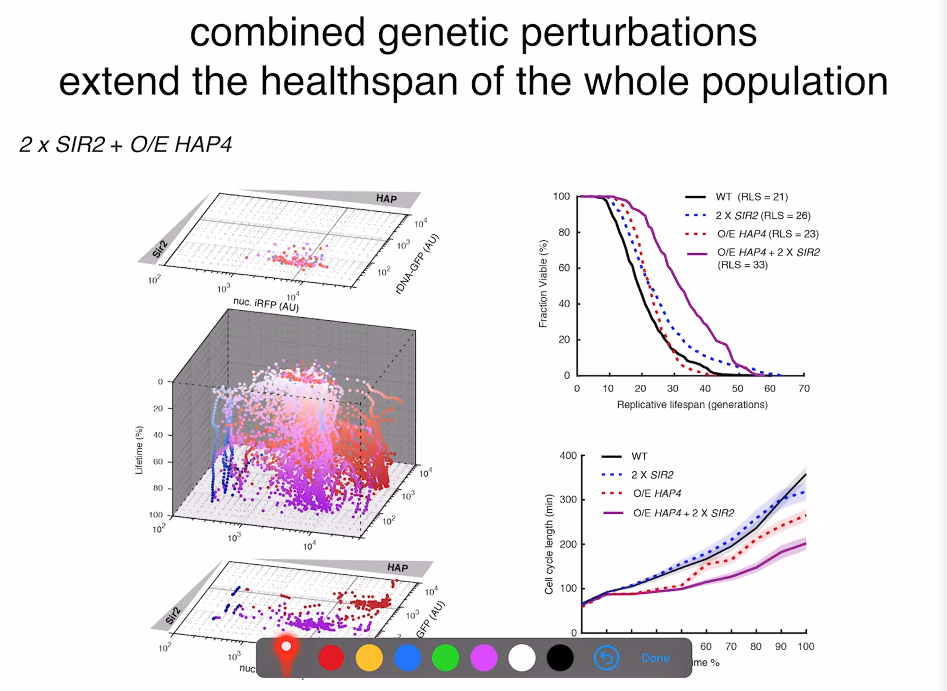 combined genetic perturbations
extend the healthspan of the whole population
2 x SIR2 + O/E HAP4
HAP
Sir2
10^4
10^3
10^2
rDNA-GFP (AU)
10^2
10^3
10^4
nuc. iRFP (AU)
Lifetime (%)
0
20
40
60
80
100
10^2
10^3
10^4
10^2
10^3
10^4
HAP
Sir2
10^4
10^3
GFP (AU)
10^2
10^3
nuc.
Fraction Viable (%)
100
80
60
40
20
0
0 10 20 30 40 50 60 70
Replicative lifespan (generations)
WT (RLS = 21)
2 X SIR2 (RLS = 26)
O/E HAP4 (RLS = 23)
O/E HAP4 + 2 X SIR2
(RLS = 33)
Cell cycle length (min)
400
300
200
100
0
WT
2 X SIR2
O/E HAP4
O/E HAP4 + 2 X SIR2
60 70 80 90 100
me %
Done